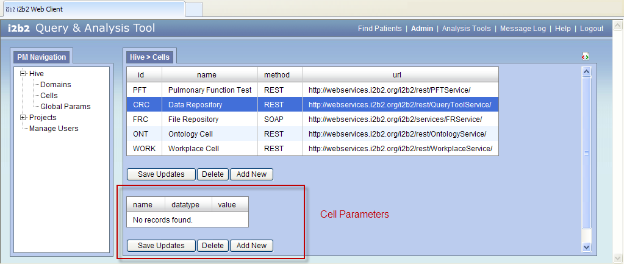 i2b2 Web Client
i2b2 Query & Analysis Tool
Find Patients | Admin | Analysis Tools | Message Log | Help | Logout
PM Navigation
Hive
Domains
Cells
Global Params
Projects
Manage Users
Hive > Cells
id name method url
PFT Pulmonary Function Test REST http://webservices.i2b2.org/i2b2/rest/PFTService/
CRC Data Repository REST http://webservices.i2b2.org/i2b2/rest/QueryToolService/
FRC File Repository SOAP http://webservices.i2b2.org/i2b2/services/FRService/
ONT Ontology Cell REST http://webservices.i2b2.org/i2b2/rest/OntologyService/
WORK Workplace Cell REST http://webservices.i2b2.org/i2b2/rest/WorkplaceService/
Save Updates Delete Add New
name datatype value
No records found.
Save Updates Delete Add New
Cell Parameters